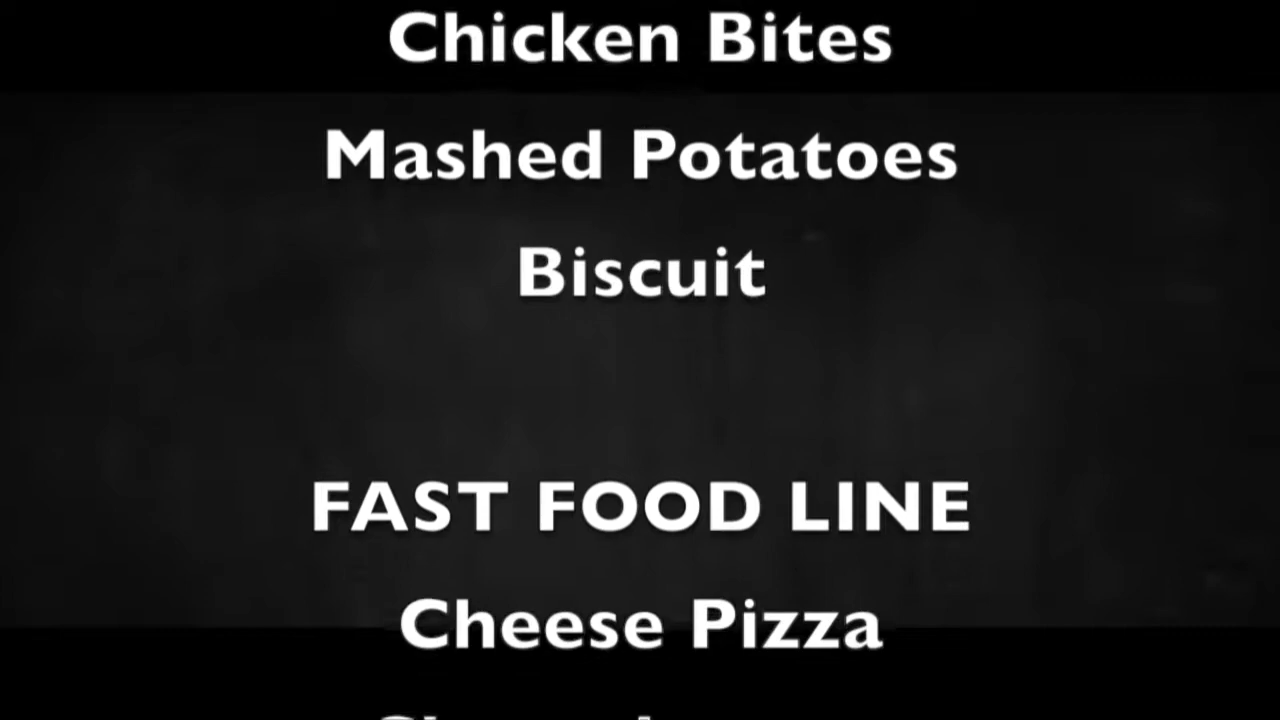 Chicken Bites
Mashed Potatoes
Biscuit
FAST FOOD LINE
Cheese Pizza